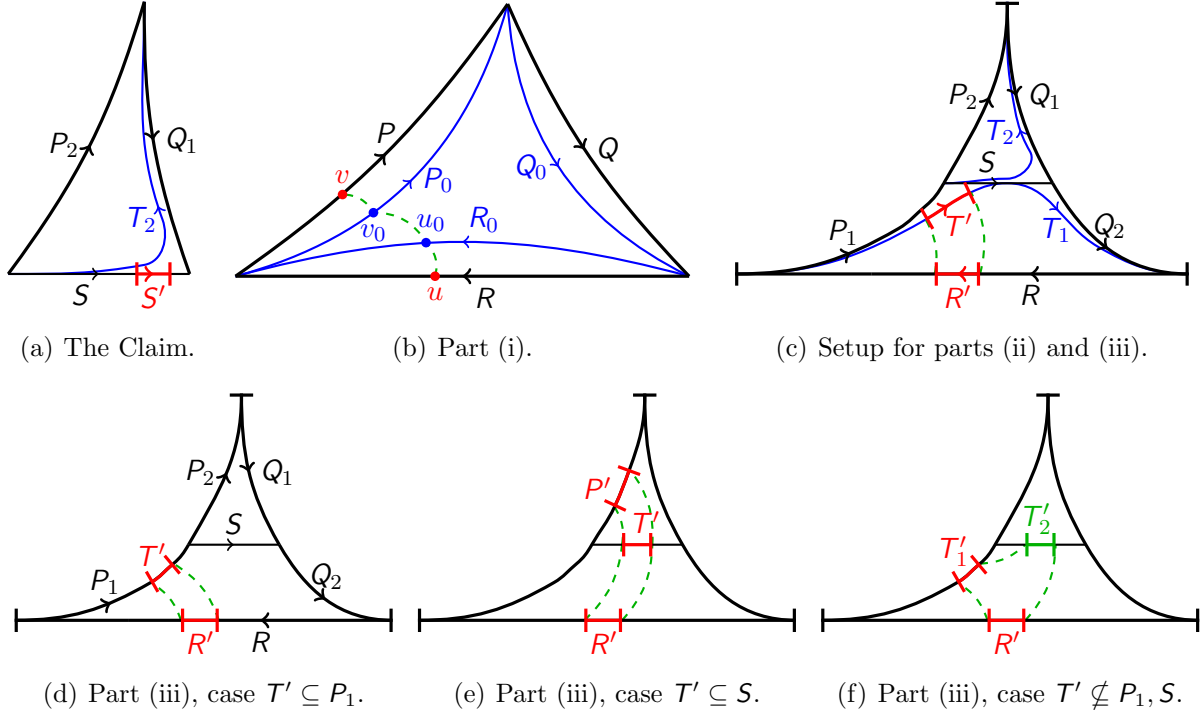 P₂
Q₁
T₂
S
S′
(a) The Claim.
v
P
P₀
Q₀
Q
v₀
u₀
R₀
u
R
(b) Part (i).
P₂
Q₁
T₂
S
P₁
T′
T₁
Q₂
R′
R
(c) Setup for parts (ii) and (iii).
P₂
Q₁
S
T′
P₁
Q₂
R′
R
(d) Part (iii), case T′ ⊆ P₁.
P′
T′
R′
(e) Part (iii), case T′ ⊆ S.
T′₂
T′₁
R′
(f) Part (iii), case T′ ⊈ P₁, S.